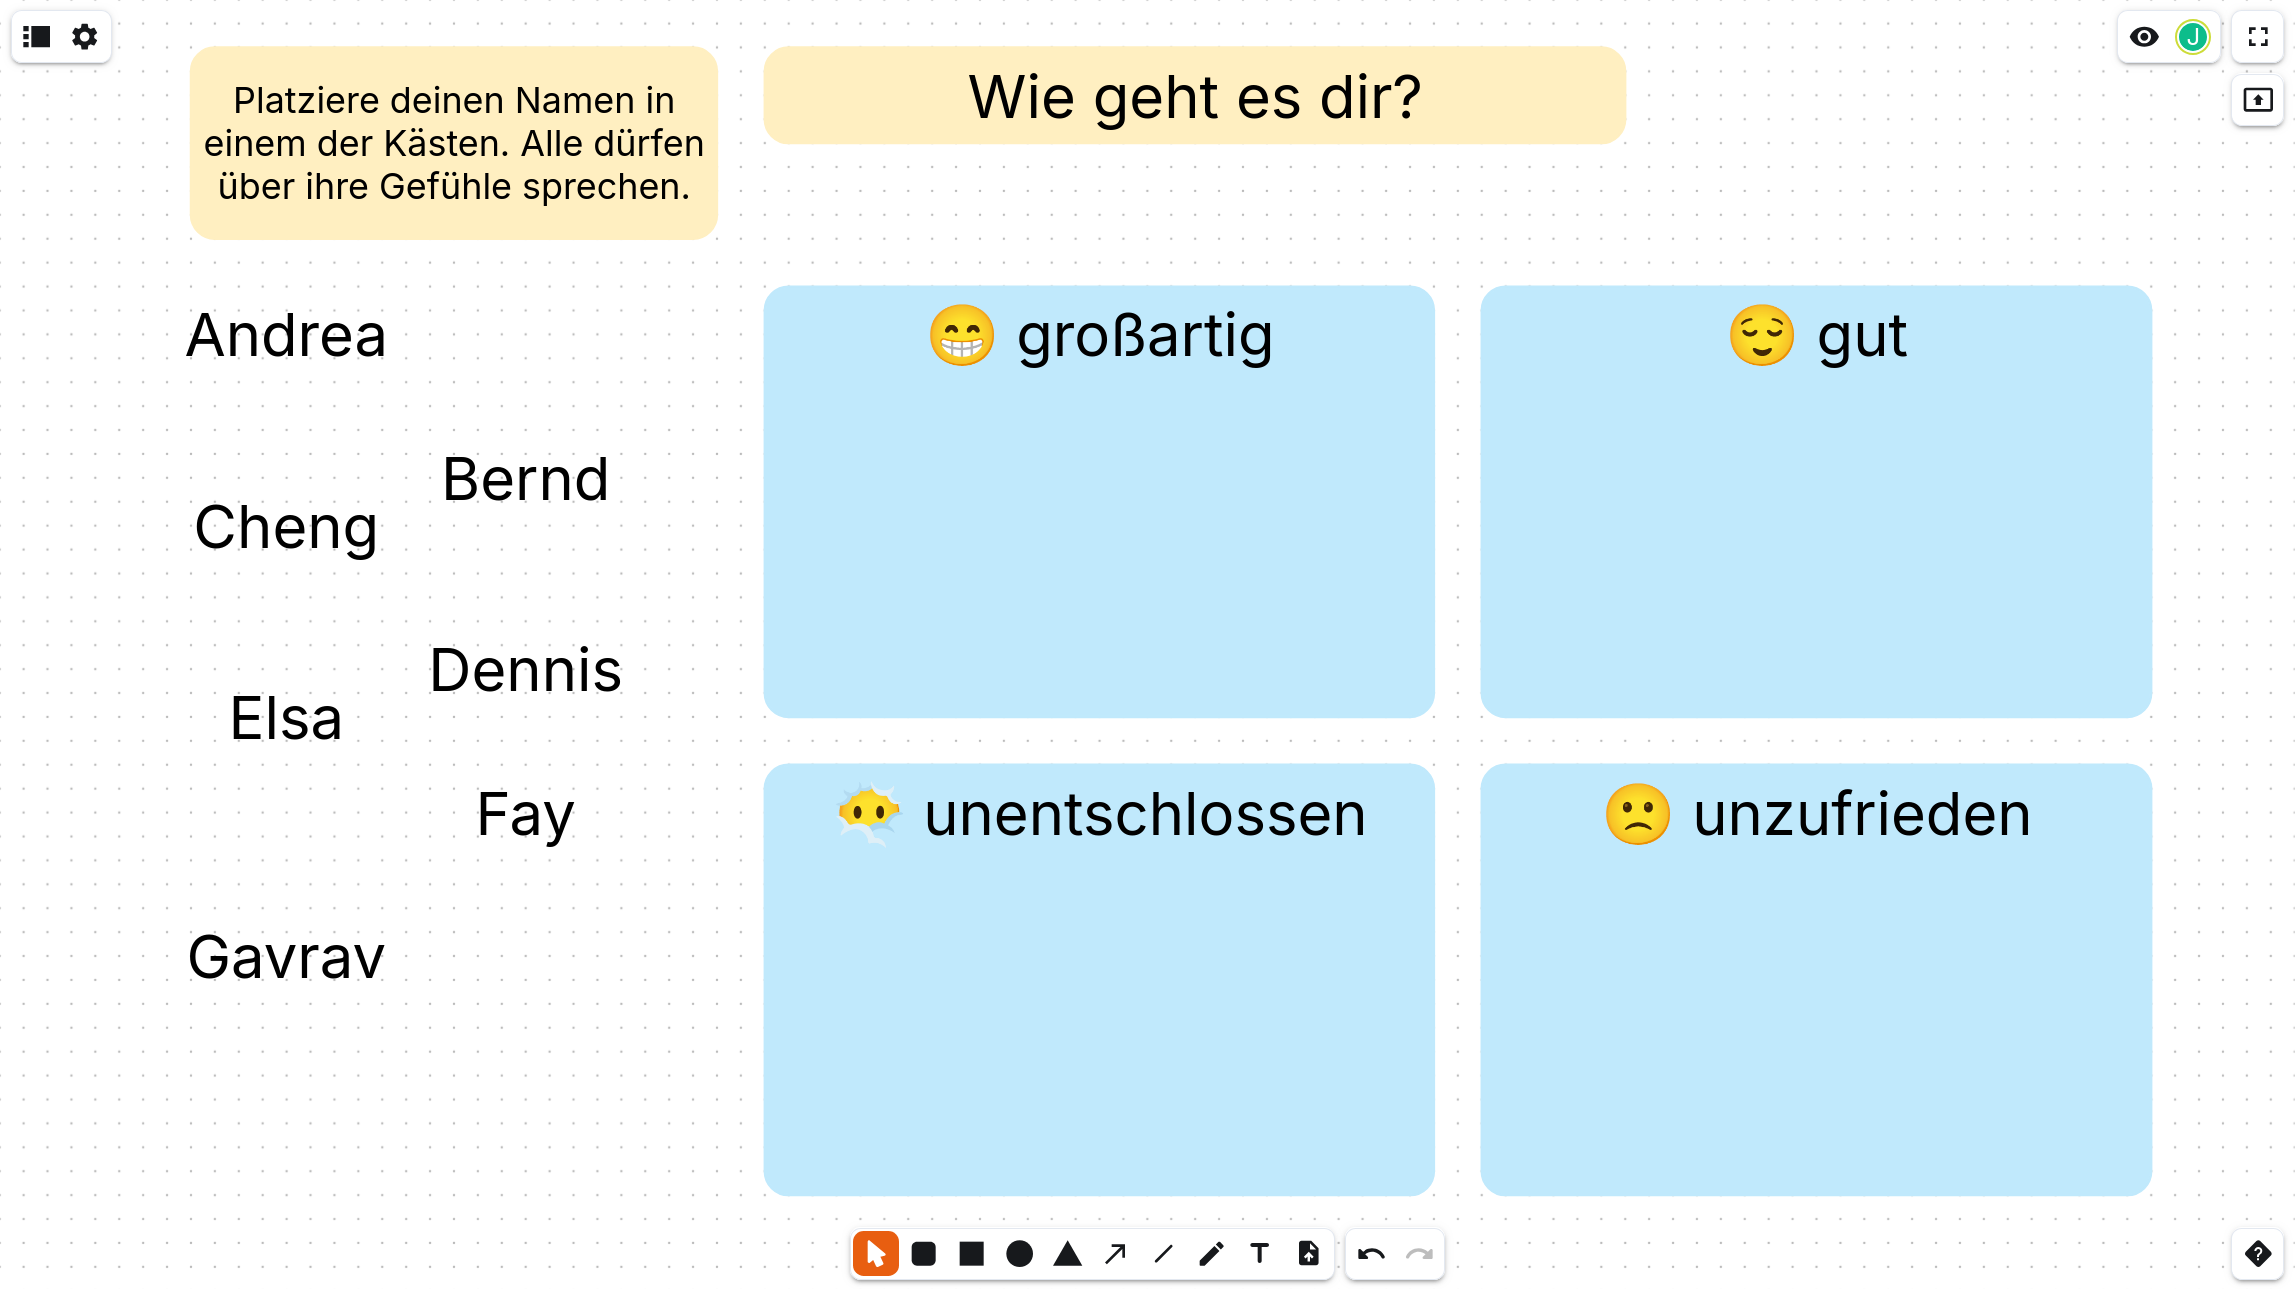 J
Platziere deinen Namen in
einem der Kästen. Alle dürfen
über ihre Gefühle sprechen.
Wie geht es dir?
Andrea
Bernd
Cheng
Dennis
Elsa
Fay
Gavrav
😁 großartig
😌 gut
😶‍🌫️ unentschlossen
🙁 unzufrieden
T
?